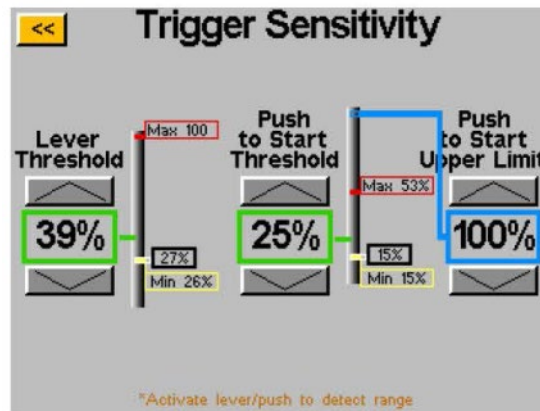 <<
Trigger Sensitivity
Lever
Threshold
39%
Max 100
27%
Min 26%
Push
to Start
Threshold
25%
Max 53%
15%
Min 15%
Push
to Start
Upper Limit
100%
*Activate lever/push to detect range